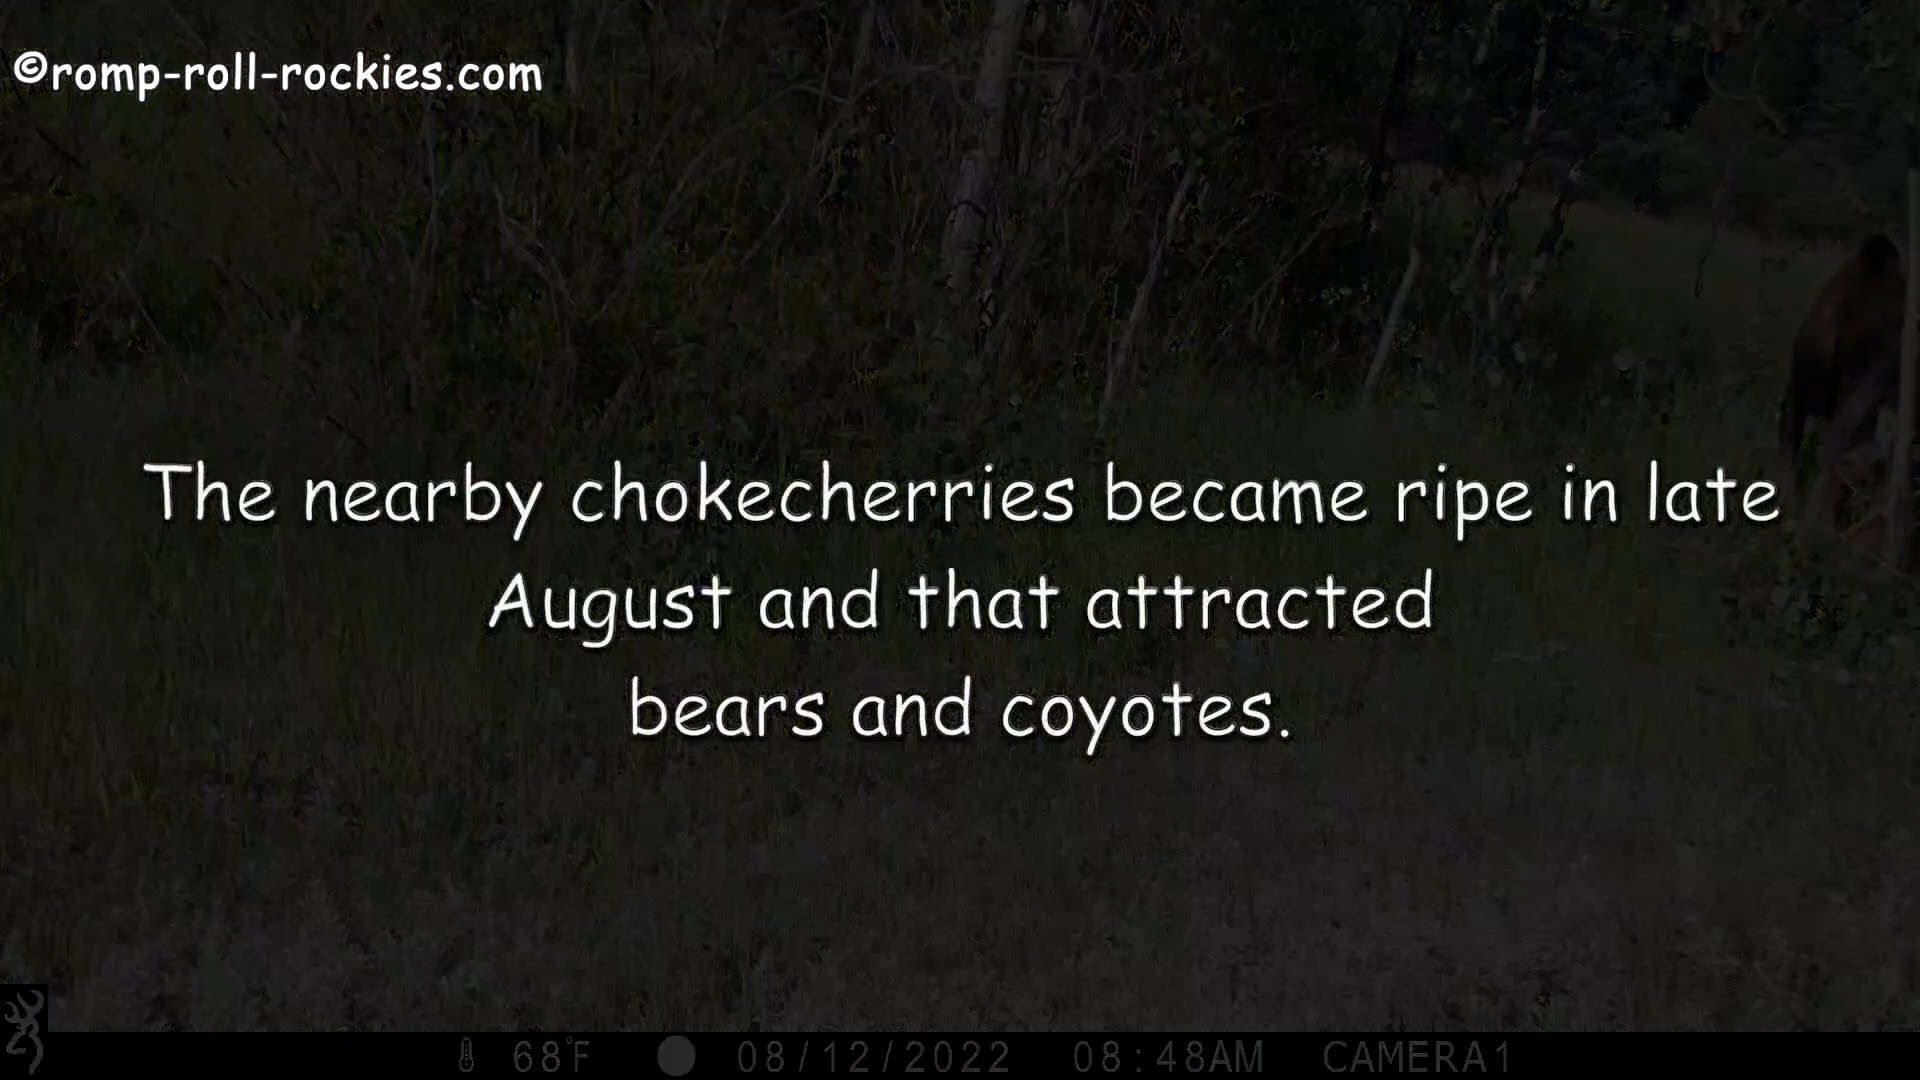 ©romp-roll-rockies.com
The nearby chokecherries became ripe in late
August and that attracted
bears and coyotes.
68°F 08/12/2022 08:48AM CAMERA1